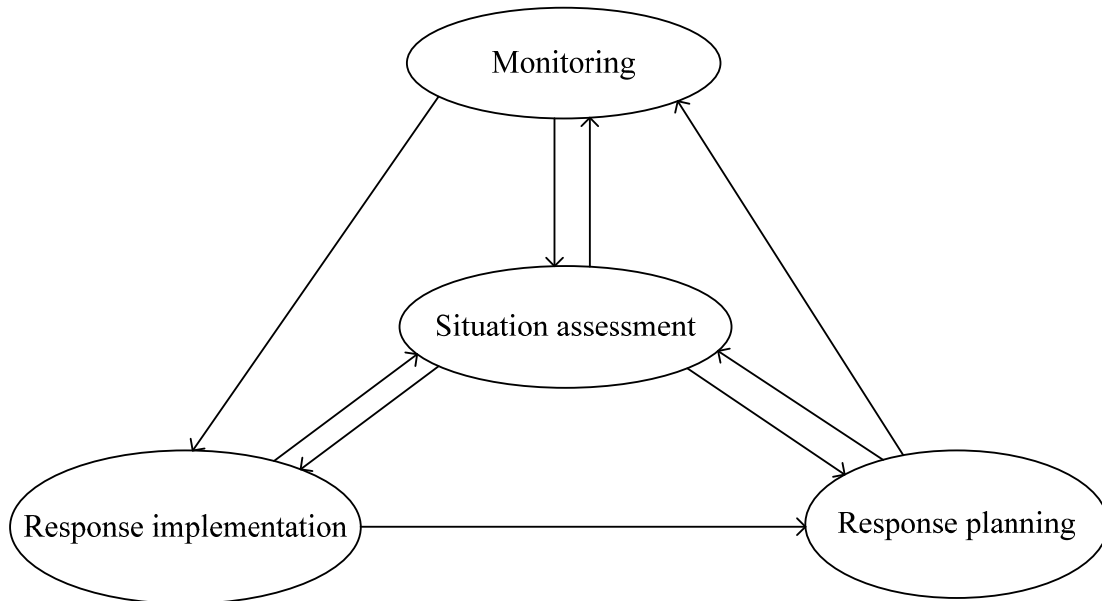 Monitoring
Situation assessment
Response implementation
Response planning